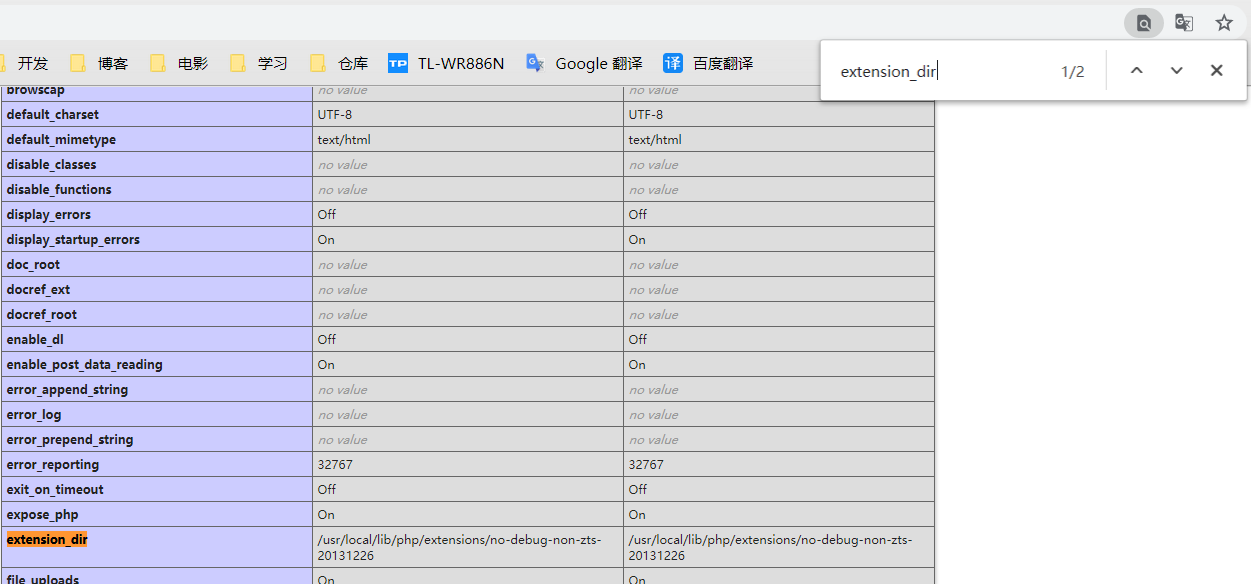 开发 博客 电影 学习 仓库 TP TL-WR886N G Google 翻译 译 百度翻译
extension_dir 1/2
browscap no value no value
default_charset UTF-8 UTF-8
default_mimetype text/html text/html
disable_classes no value no value
disable_functions no value no value
display_errors Off Off
display_startup_errors On On
doc_root no value no value
docref_ext no value no value
docref_root no value no value
enable_dl Off Off
enable_post_data_reading On On
error_append_string no value no value
error_log no value no value
error_prepend_string no value no value
error_reporting 32767 32767
exit_on_timeout Off Off
expose_php On On
extension_dir /usr/local/lib/php/extensions/no-debug-non-zts- /usr/local/lib/php/extensions/no-debug-non-zts-
20131226 20131226
file_uploads On On